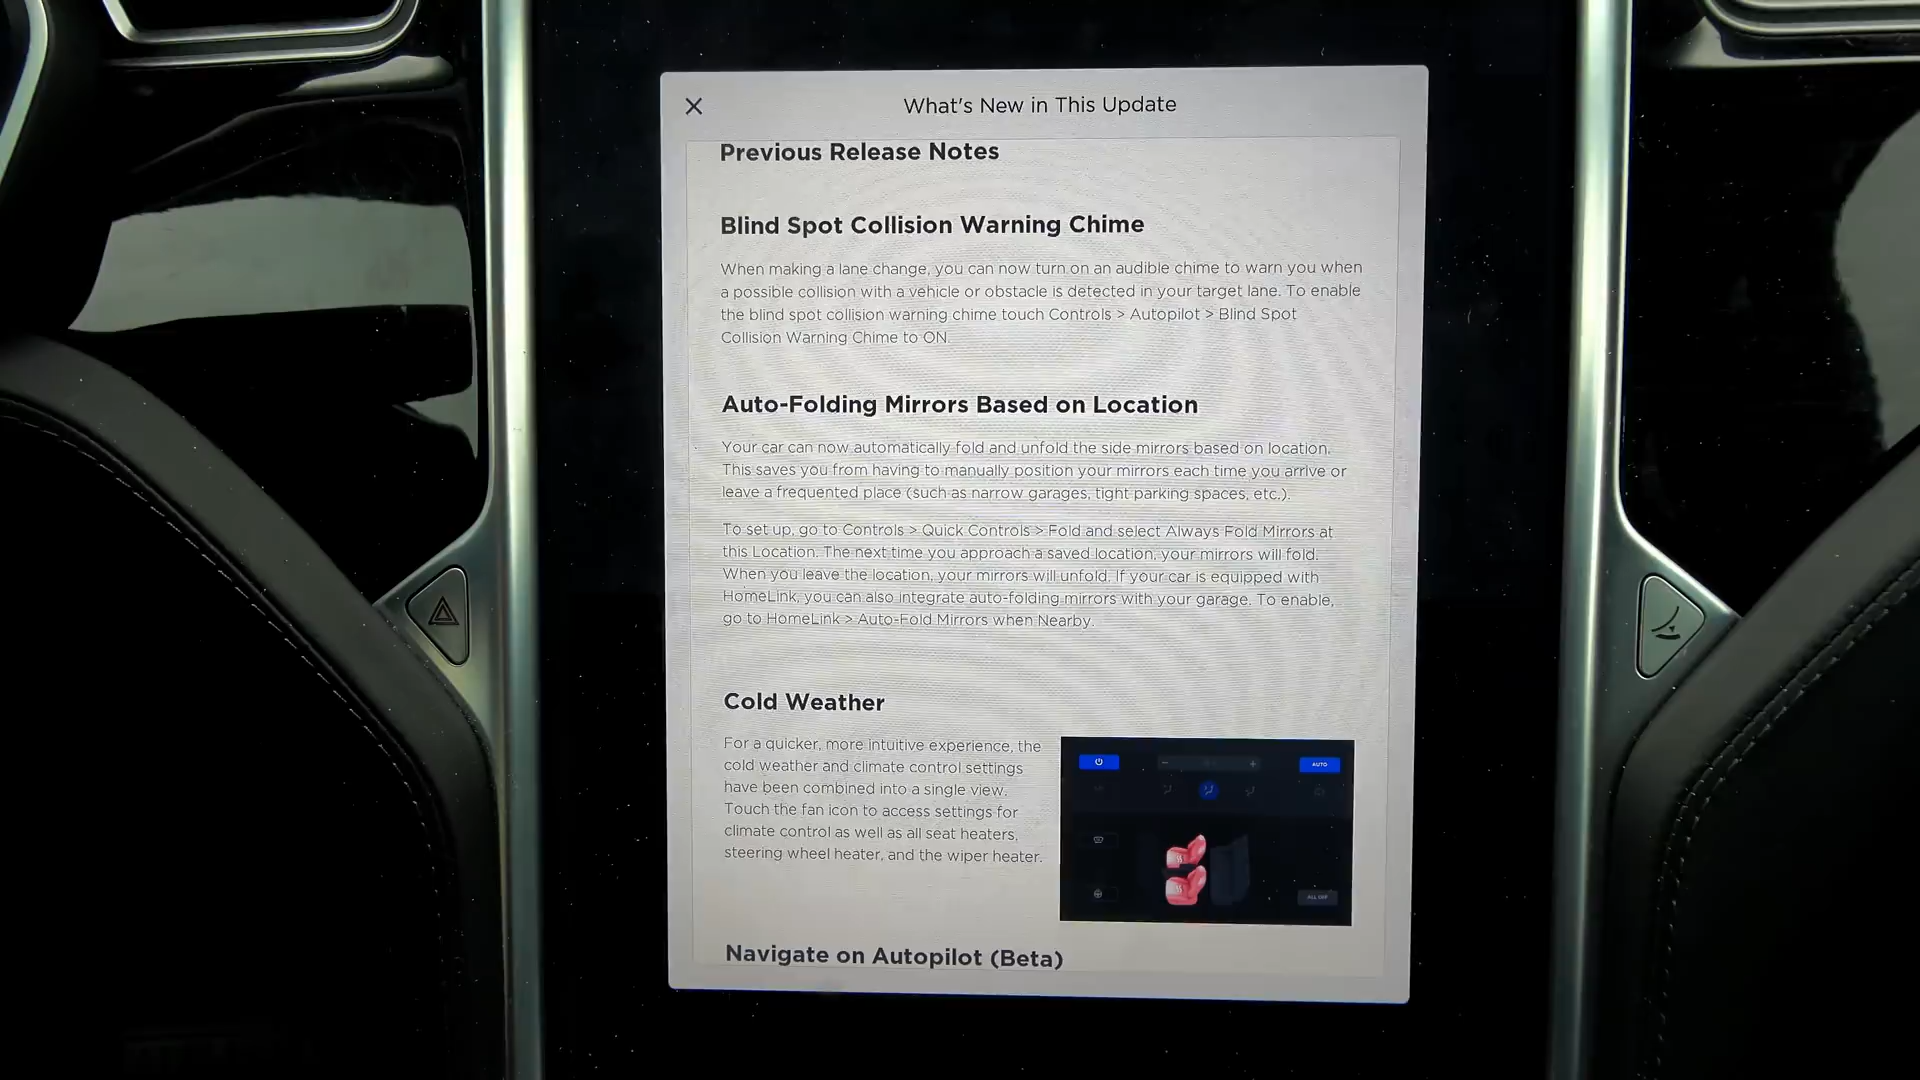 What's New in This Update
Previous Release Notes
Blind Spot Collision Warning Chime
When making a lane change, you can now turn on an audible chime to warn you when
a possible collision with a vehicle or obstacle is detected in your target lane. To enable
the blind spot collision warning chime touch Controls > Autopilot > Blind Spot
Collision Warning Chime to ON.
Auto-Folding Mirrors Based on Location
Your car can now automatically fold and unfold the side mirrors based on location.
This saves you from having to manually position your mirrors each time you arrive or
leave a frequented place (such as narrow garages, tight parking spaces, etc.).
To set up, go to Controls > Quick Controls > Fold and select Always Fold Mirrors at
this Location. The next time you approach a saved location, your mirrors will fold.
When you leave the location, your mirrors will unfold. If your car is equipped with
HomeLink, you can also integrate auto-folding mirrors with your garage. To enable,
go to HomeLink > Auto-Fold Mirrors when Nearby.
Cold Weather
For a quicker, more intuitive experience, the
cold weather and climate control settings
have been combined into a single view.
Touch the fan icon to access settings for
climate control as well as all seat heaters,
steering wheel heater, and the wiper heater.
AUTO
Navigate on Autopilot (Beta)